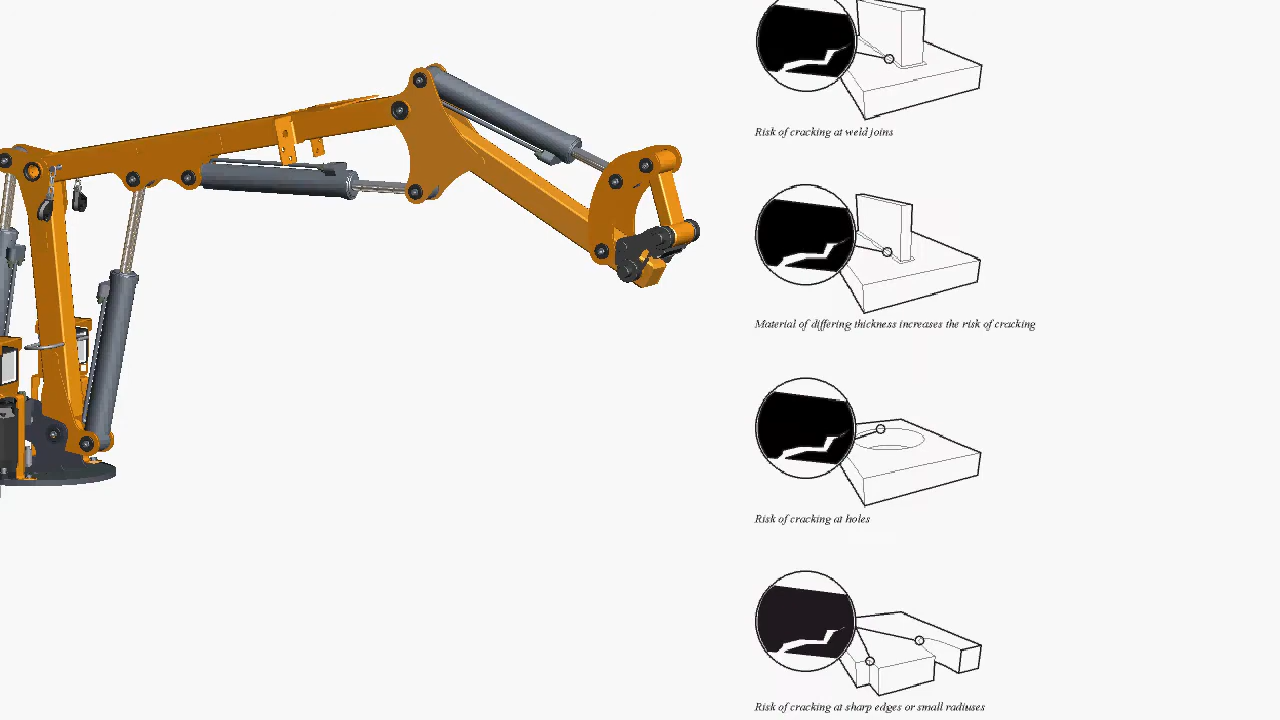 Risk of cracking at weld joins
Material of differing thickness increases the risk of cracking
Risk of cracking at holes
Risk of cracking at sharp edges or small radiuses